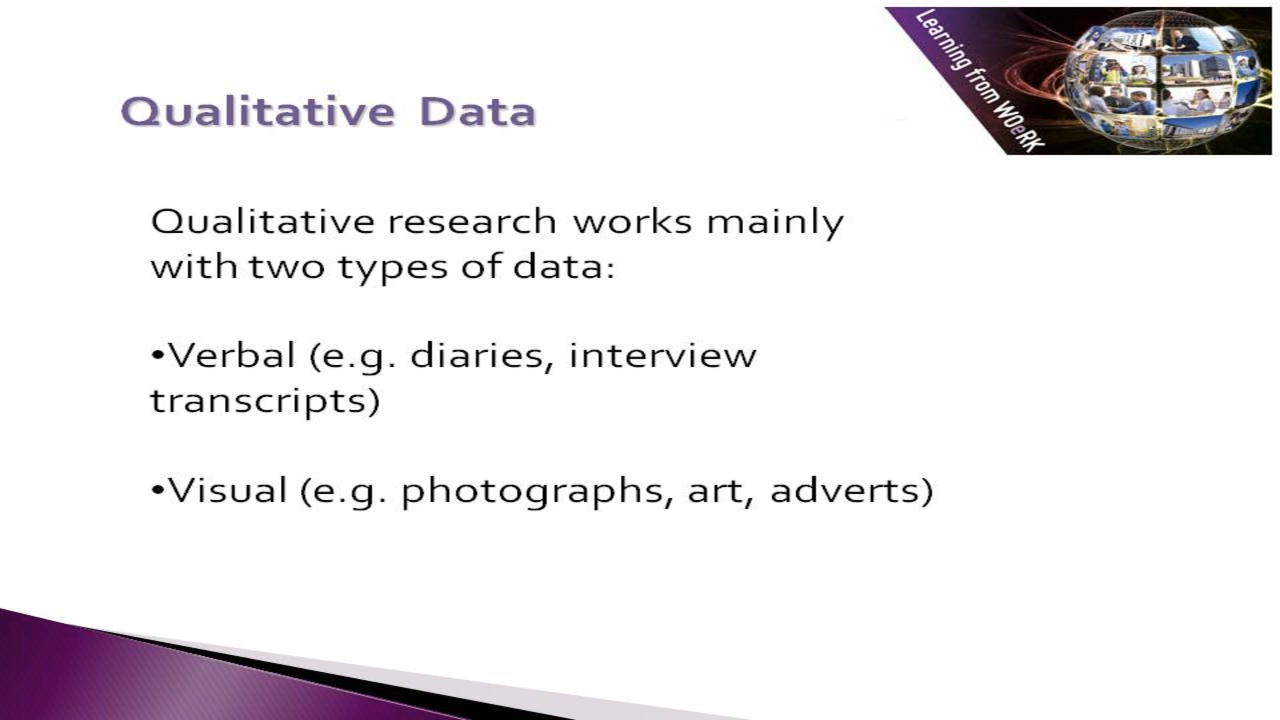 Learning from WOeRK
Qualitative Data
Qualitative research works mainly
with two types of data:
•Verbal (e.g. diaries, interview
transcripts)
•Visual (e.g. photographs, art, adverts)